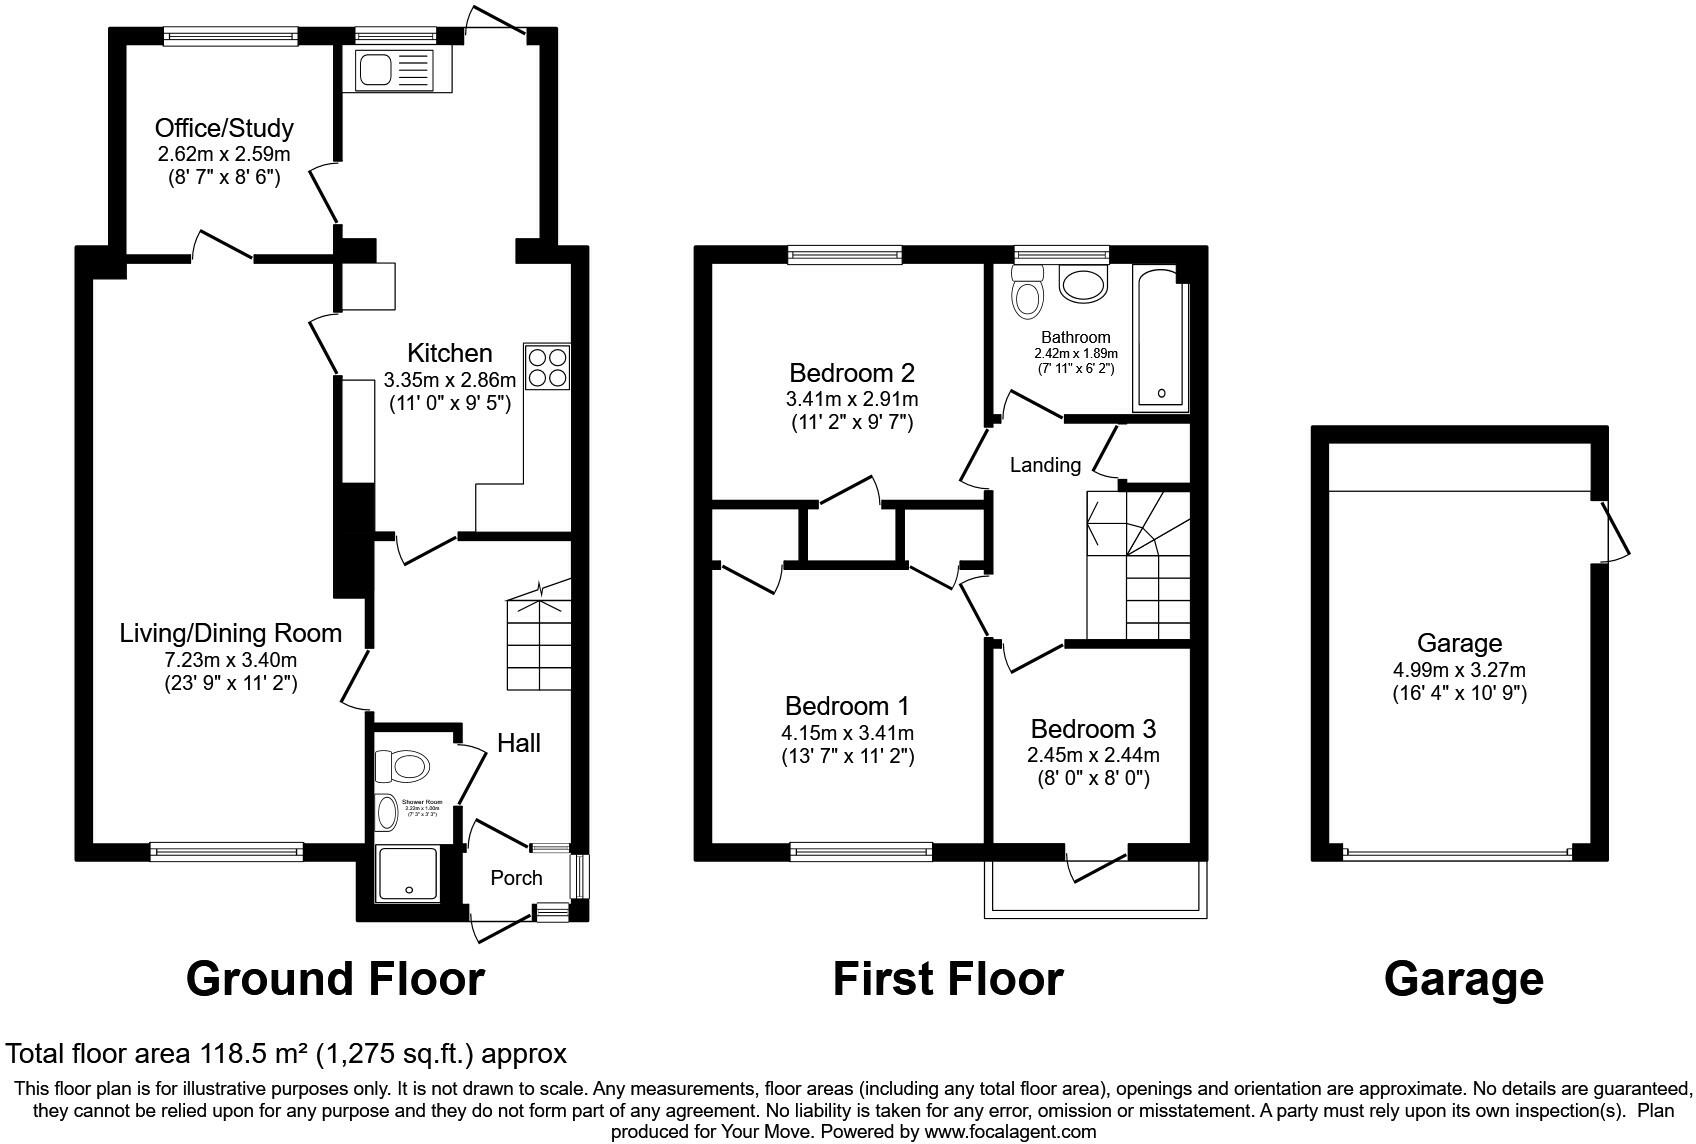 Office/Study
2.62m x 2.59m
(8' 7" x 8' 6")
Kitchen
3.35m x 2.86m
(11' 0" x 9' 5")
Living/Dining Room
7.23m x 3.40m
(23' 9" x 11' 2")
Hall
Shower Room
2.22m x 1.00m
(7' 3" x 3' 3")
Porch
Ground Floor
Bedroom 2
3.41m x 2.91m
(11' 2" x 9' 7")
Bathroom
2.42m x 1.89m
(7' 11" x 6' 2")
Landing
Bedroom 1
4.15m x 3.41m
(13' 7" x 11' 2")
Bedroom 3
2.45m x 2.44m
(8' 0" x 8' 0")
First Floor
Garage
4.99m x 3.27m
(16' 4" x 10' 9")
Garage
Total floor area 118.5 m² (1,275 sq.ft.) approx
This floor plan is for illustrative purposes only. It is not drawn to scale. Any measurements, floor areas (including any total floor area), openings and orientation are approximate. No details are guaranteed,
they cannot be relied upon for any purpose and they do not form part of any agreement. No liability is taken for any error, omission or misstatement. A party must rely upon its own inspection(s). Plan
produced for Your Move. Powered by www.focalagent.com